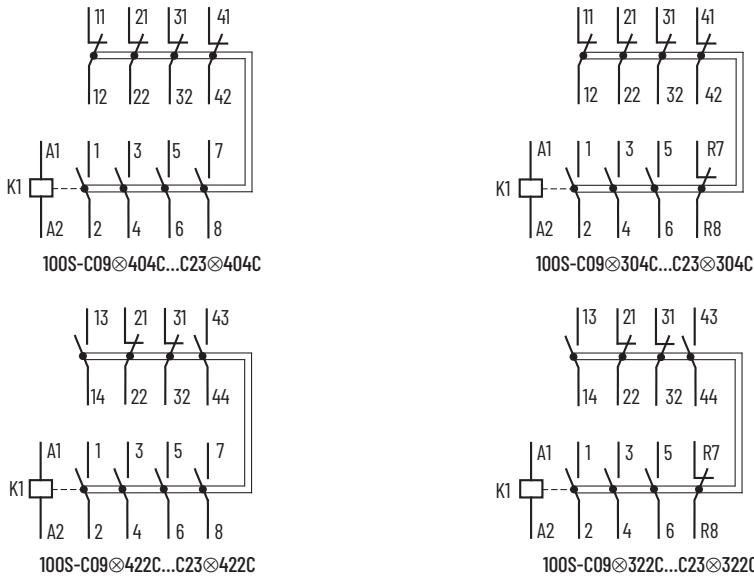 11 21 31 41
12 22 32 42
A1 1 3 5 7
K1
A2 2 4 6 8
100S-C09⊗404C...C23⊗404C
11 21 31 41
12 22 32 42
A1 1 3 5 R7
K1
A2 2 4 6 R8
100S-C09⊗304C...C23⊗304C
13 21 31 43
14 22 32 44
A1 1 3 5 7
K1
A2 2 4 6 8
100S-C09⊗422C...C23⊗422C
13 21 31 43
14 22 32 44
A1 1 3 5 R7
K1
A2 2 4 6 R8
100S-C09⊗322C...C23⊗322C